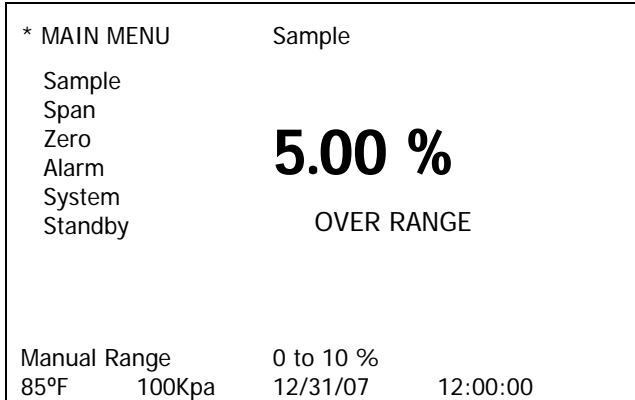 * MAIN MENU Sample
Sample
Span
Zero
Alarm
System
Standby
5.00 %
OVER RANGE
Manual Range 0 to 10 %
85ºF 100Kpa 12/31/07 12:00:00